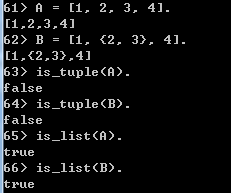 61> A = [1, 2, 3, 4].
[1,2,3,4]
62> B = [1, {2, 3}, 4].
[1,{2,3},4]
63> is_tuple(A).
false
64> is_tuple(B).
false
65> is_list(A).
true
66> is_list(B).
true